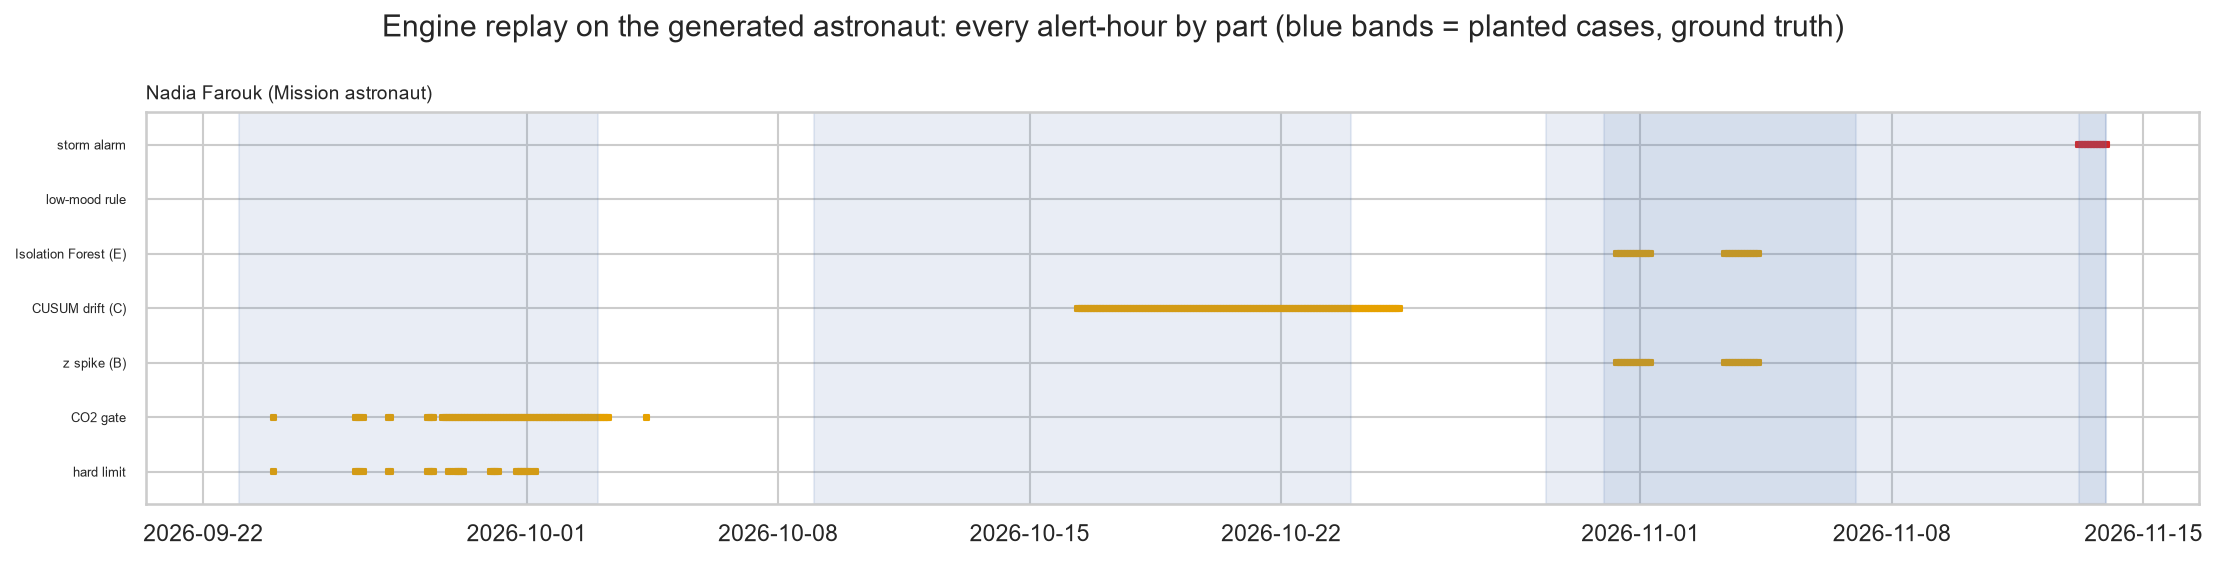 Engine replay on the generated astronaut: every alert-hour by part (blue bands = planted cases, ground truth)
Nadia Farouk (Mission astronaut)
storm alarm
low-mood rule
Isolation Forest (E)
CUSUM drift (C)
z spike (B)
CO2 gate
hard limit
2026-09-22 2026-10-01 2026-10-08 2026-10-15 2026-10-22 2026-11-01 2026-11-08 2026-11-15